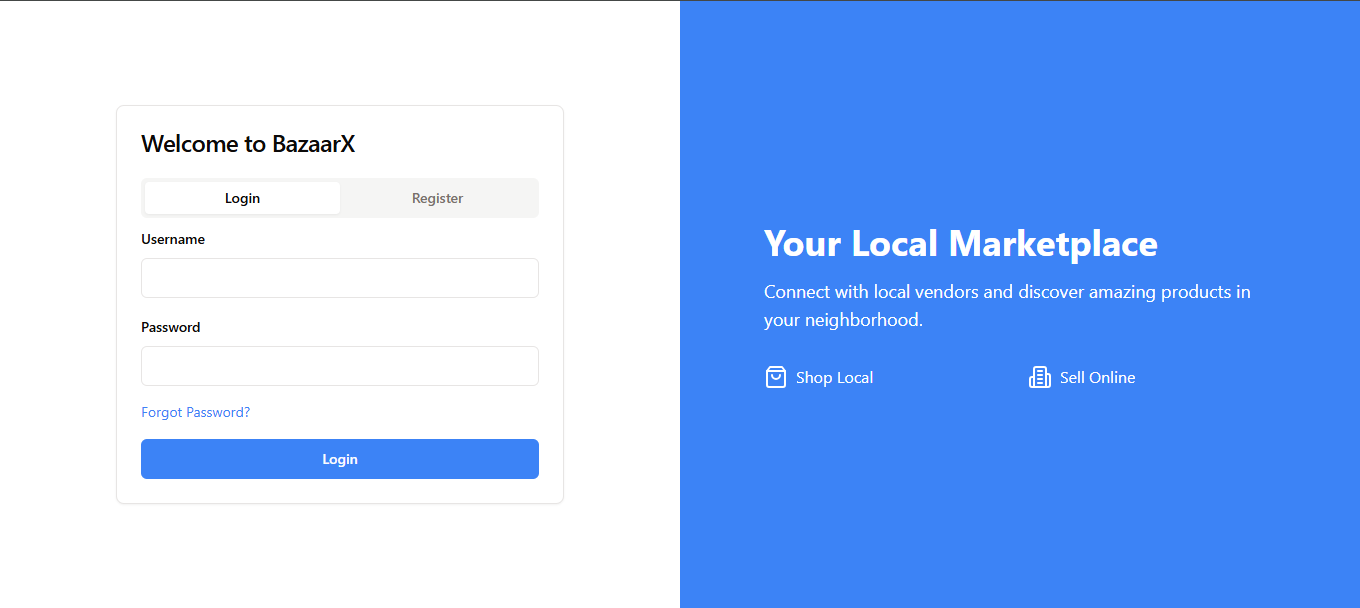 Welcome to BazaarX
Login
Register
Username
Password
Forgot Password?
Login
Your Local Marketplace
Connect with local vendors and discover amazing products in
your neighborhood.
Shop Local
Sell Online